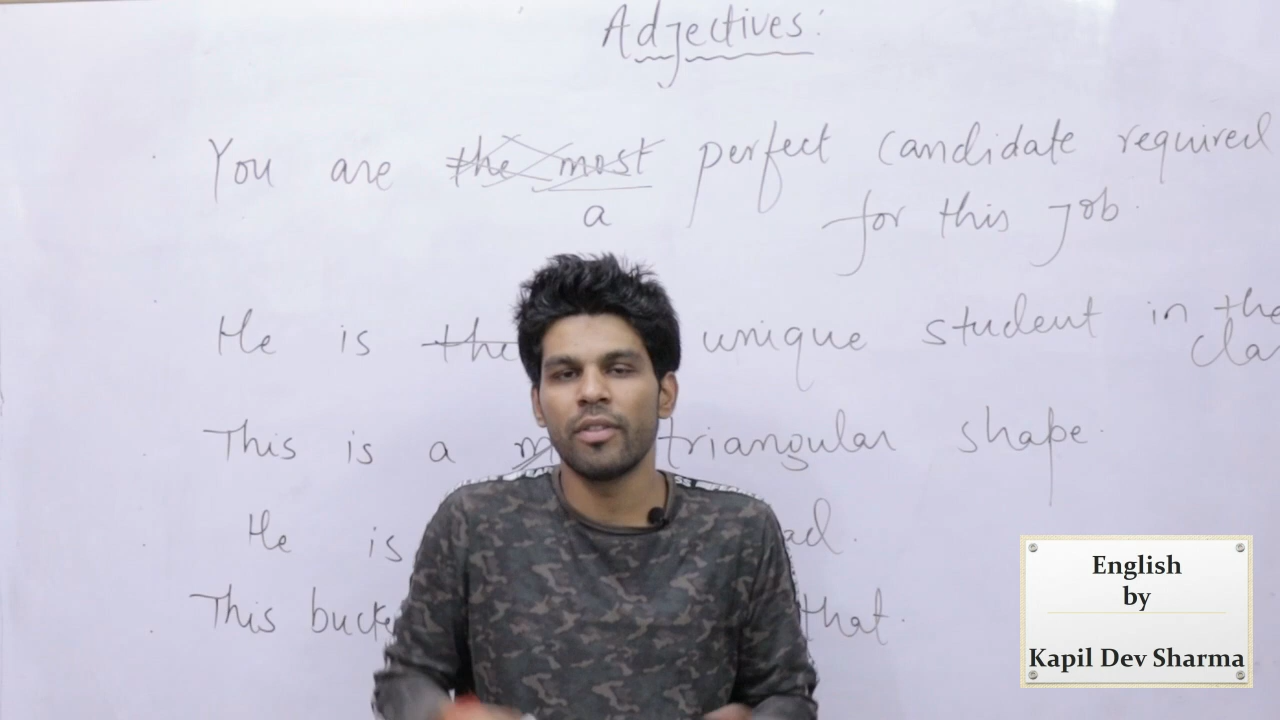 Adjectives:
You are the most perfect candidate required
a
for this job.
He is the unique student in the
cla
This is a m triangular shape.
He is ad.
This bucke that.
English
by
Kapil Dev Sharma